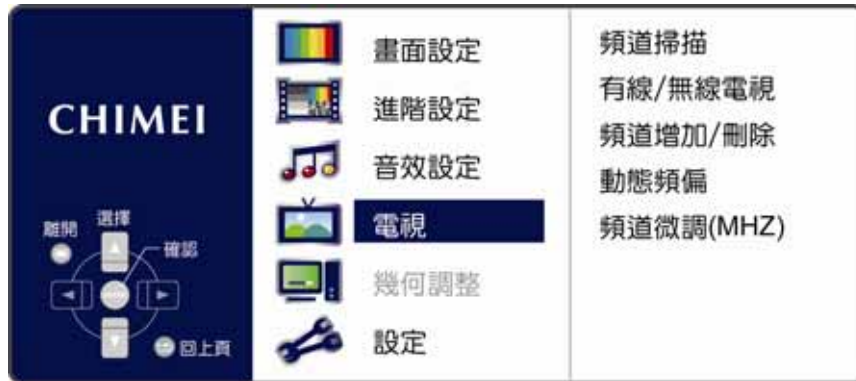 CHIMEI
離開
選擇
確認
回上頁
畫面設定
進階設定
音效設定
電視
幾何調整
設定
頻道掃描
有線/無線電視
頻道增加/刪除
動態頻偏
頻道微調(MHZ)